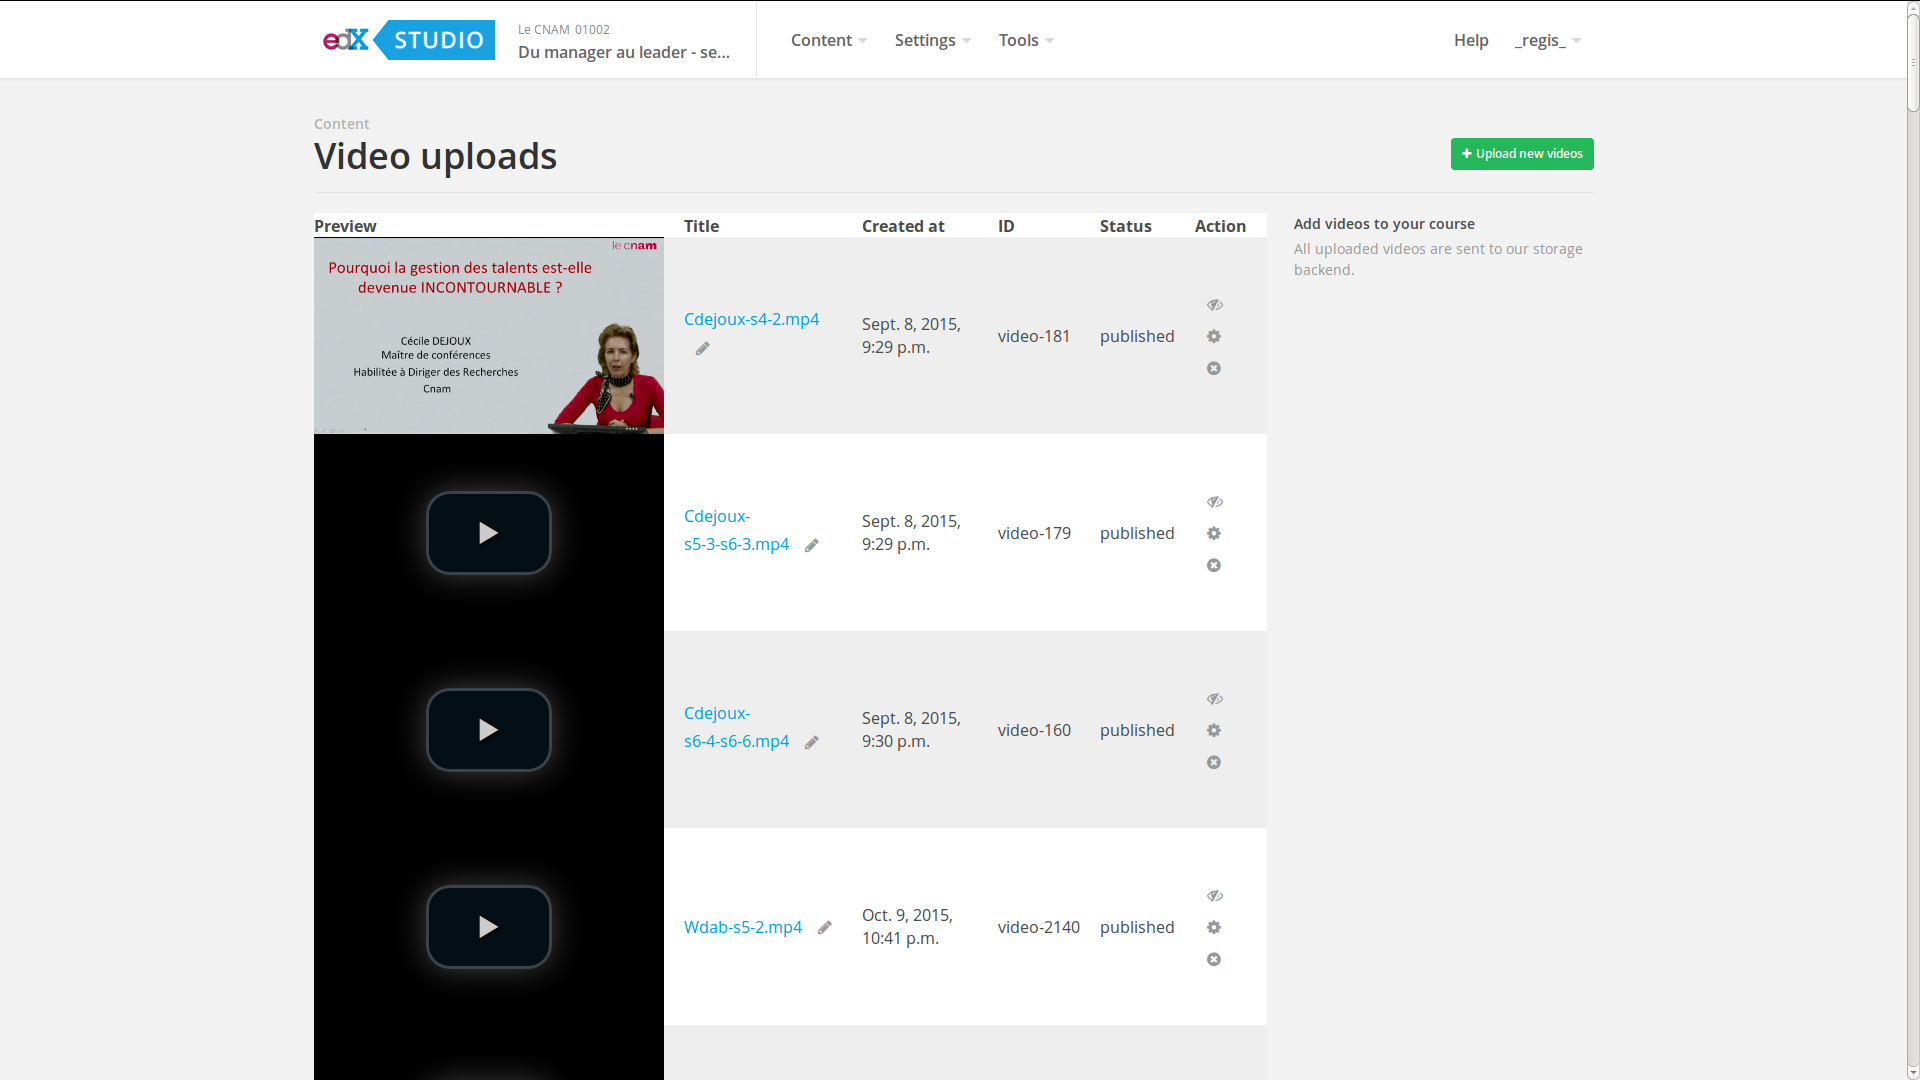 edX STUDIO
Le CNAM 01002
Du manager au leader - se...
Content
Settings
Tools
Help
_regis_
Content
Video uploads
Upload new videos
Preview
Title
Created at
ID
Status
Action
le cnam
Pourquoi la gestion des talents est-elle
devenue INCONTOURNABLE ?
Cécile DEJOUX
Maître de conférences
Habilitée à Diriger des Recherches
Cnam
Cdejoux-s4-2.mp4
Sept. 8, 2015,
9:29 p.m.
video-181
published
Cdejoux-
s5-3-s6-3.mp4
Sept. 8, 2015,
9:29 p.m.
video-179
published
Cdejoux-
s6-4-s6-6.mp4
Sept. 8, 2015,
9:30 p.m.
video-160
published
Wdab-s5-2.mp4
Oct. 9, 2015,
10:41 p.m.
video-2140
published
Add videos to your course
All uploaded videos are sent to our storage
backend.